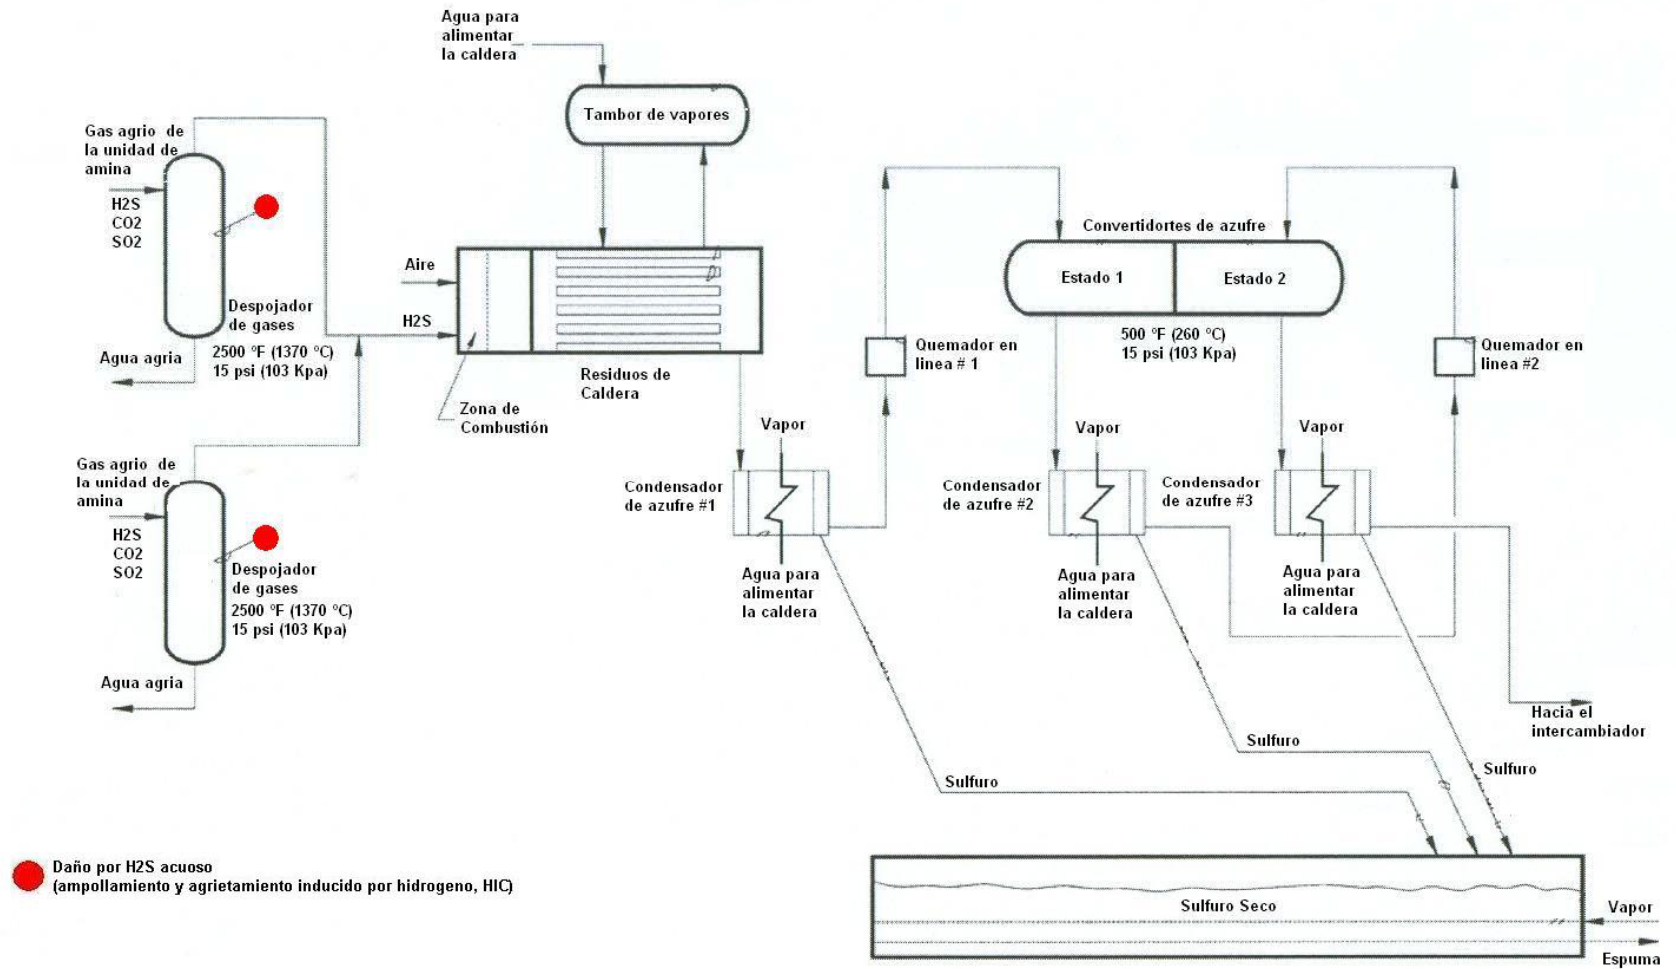 Agua para
alimentar
la caldera
Tambor de vapores
Gas agrio de
la unidad de
amina
H2S
CO2
SO2
Despojador
de gases
2500 °F (1370 °C)
15 psi (103 Kpa)
Agua agria
Aire
H2S
Residuos de
Caldera
Zona de
Combustión
Convertidortes de azufre
Estado 1
Estado 2
500 °F (260 °C)
15 psi (103 Kpa)
Quemador en
linea # 1
Quemador en
linea #2
Gas agrio de
la unidad de
amina
H2S
CO2
SO2
Despojador
de gases
2500 °F (1370 °C)
15 psi (103 Kpa)
Agua agria
Vapor
Condensador
de azufre #1
Agua para
alimentar
la caldera
Vapor
Condensador
de azufre #2
Agua para
alimentar
la caldera
Vapor
Condensador
de azufre #3
Agua para
alimentar
la caldera
Hacia el
intercambiador
Sulfuro
Sulfuro
Sulfuro
Daño por H2S acuoso
(ampollamiento y agrietamiento inducido por hidrogeno, HIC)
Sulfuro Seco
Vapor
Espuma